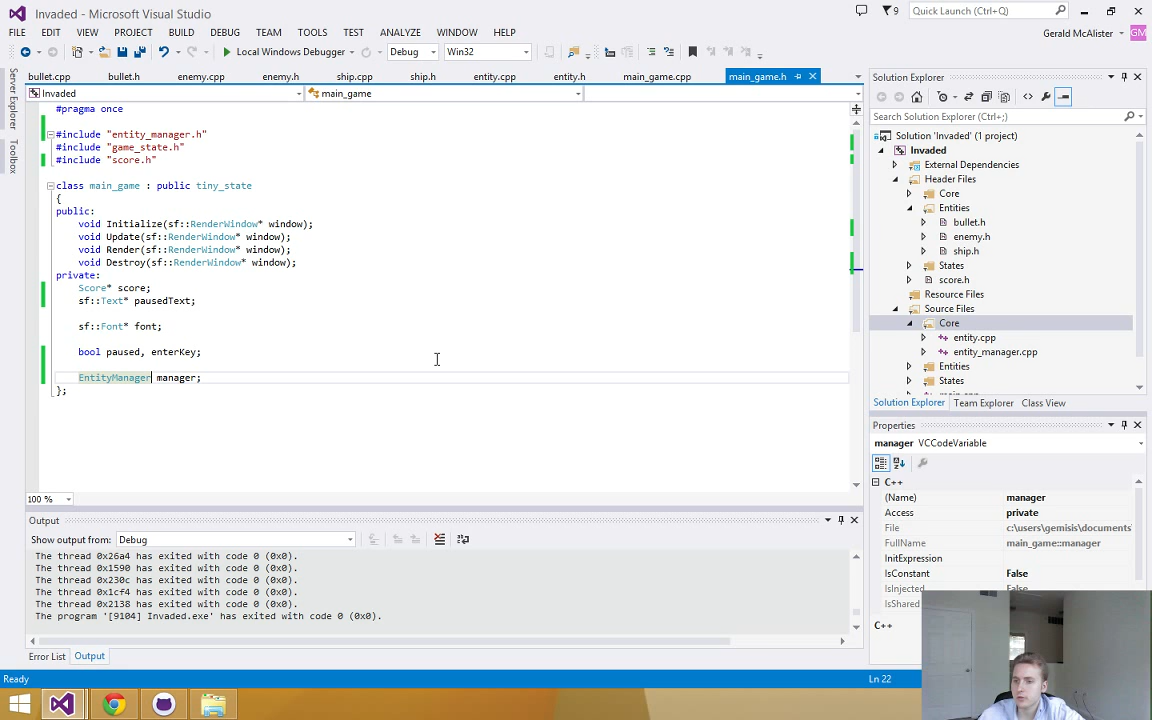 Invaded - Microsoft Visual Studio
9
Quick Launch (Ctrl+Q)
FILE EDIT VIEW PROJECT BUILD DEBUG TEAM TOOLS TEST ANALYZE WINDOW HELP
Gerald McAlister
GM
Local Windows Debugger
Debug
Win32
Server Explorer
Toolbox
bullet.cpp bullet.h enemy.cpp enemy.h ship.cpp ship.h entity.cpp entity.h main_game.cpp main_game.h
Invaded
main_game
#pragma once
#include "entity_manager.h"
#include "game_state.h"
#include "score.h"
class main_game : public tiny_state
{
public:
void Initialize(sf::RenderWindow* window);
void Update(sf::RenderWindow* window);
void Render(sf::RenderWindow* window);
void Destroy(sf::RenderWindow* window);
private:
Score* score;
sf::Text* pausedText;
sf::Font* font;
bool paused, enterKey;
EntityManager manager;
};
100 %
Output
Show output from: Debug
The thread 0x26a4 has exited with code 0 (0x0).
The thread 0x1590 has exited with code 0 (0x0).
The thread 0x230c has exited with code 0 (0x0).
The thread 0x1cf4 has exited with code 0 (0x0).
The thread 0x2138 has exited with code 0 (0x0).
The program '[9104] Invaded.exe' has exited with code 0 (0x0).
Error List Output
Ready
Ln 22
Solution Explorer
Search Solution Explorer (Ctrl+;)
Solution 'Invaded' (1 project)
Invaded
External Dependencies
Header Files
Core
Entities
bullet.h
enemy.h
ship.h
States
score.h
Resource Files
Source Files
Core
entity.cpp
entity_manager.cpp
Entities
States
Solution Explorer Team Explorer Class View
Properties
manager VCCodeVariable
C++
(Name) manager
Access private
File c:\users\gemisis\documents
FullName main_game::manager
InitExpression
IsConstant False
IsInjected
IsShared
C++